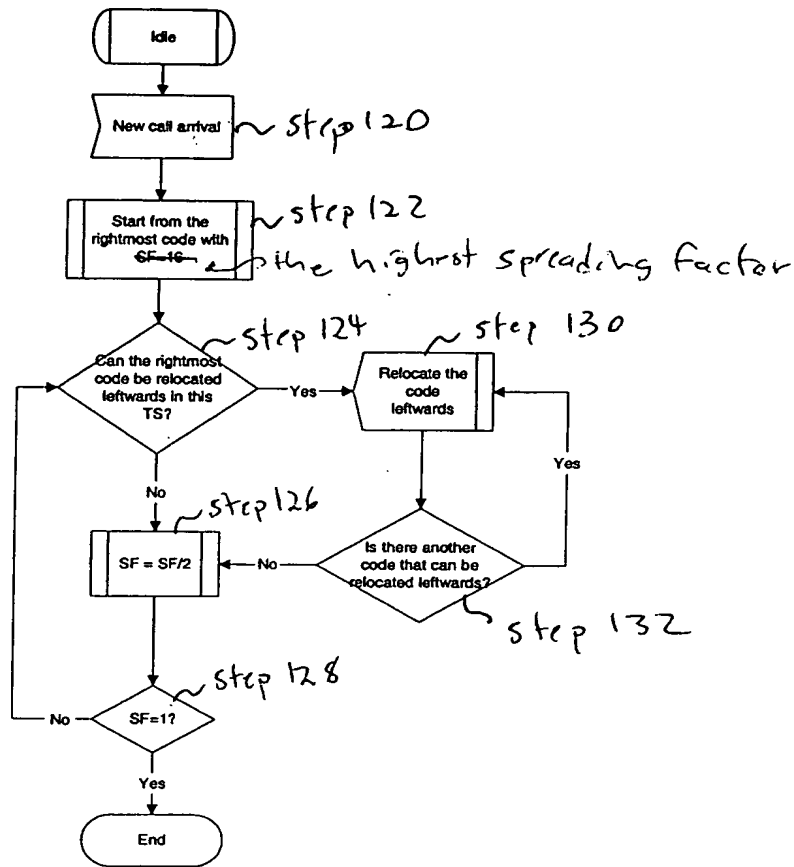 Idle
New call arrival
step 120
Start from the
rightmost code with
SF=16
step 122
the highest spreading factor
Can the rightmost
code be relocated
leftwards in this
TS?
step 124
Yes
Relocate the
code
leftwards
step 130
Yes
No
step 126
SF = SF/2
No
Is there another
code that can be
relocated leftwards?
step 132
step 128
SF=1?
No
Yes
End